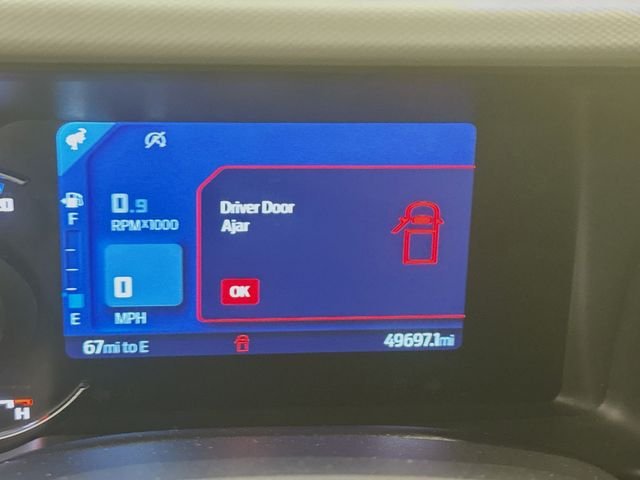 0.9
RPMX1000
F
E
0
MPH
Driver Door
Ajar
OK
67mi to E
49697.1mi
H